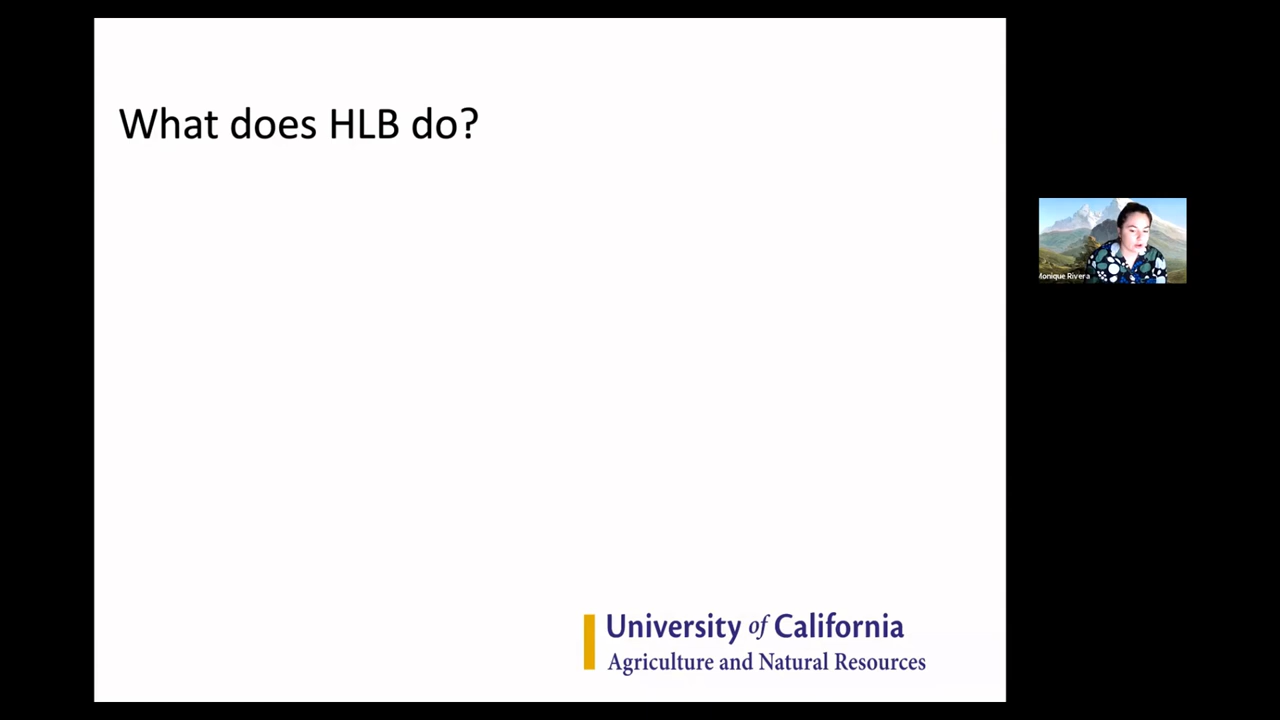 What does HLB do?
Monique Rivera
University of California
Agriculture and Natural Resources